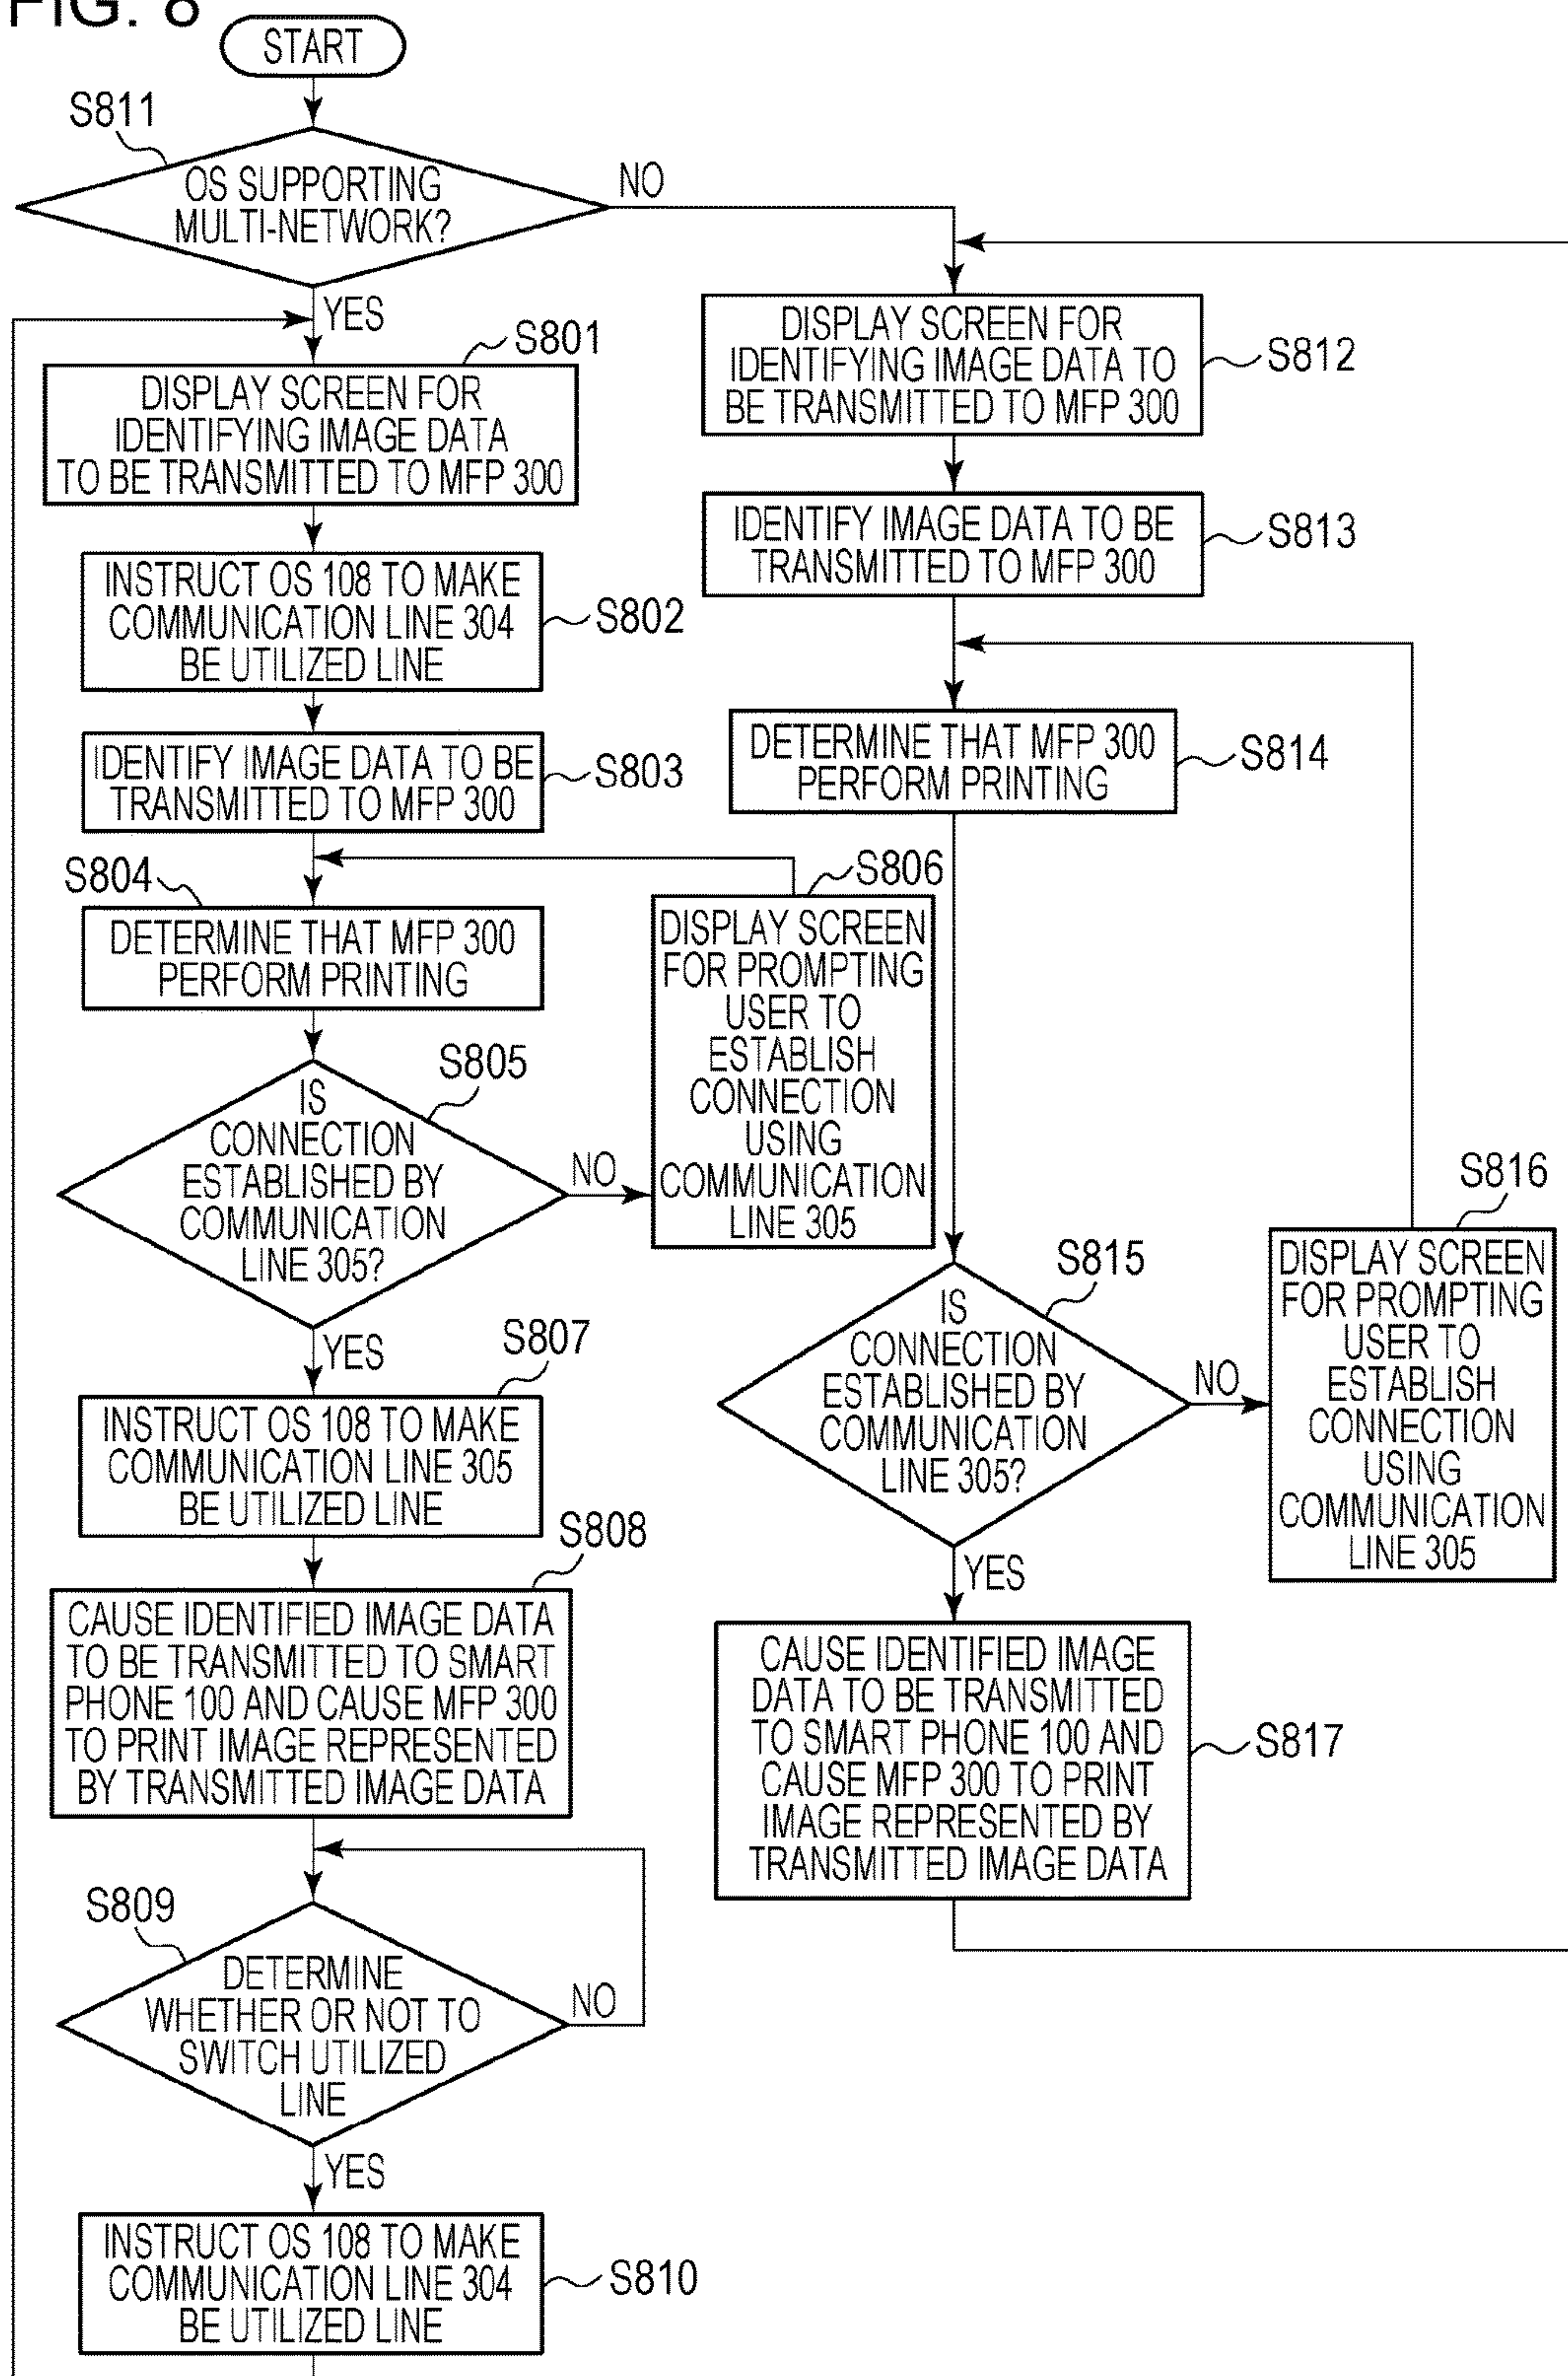 FIG. 8
START
S811
OS SUPPORTING
MULTI-NETWORK?
NO
YES
S801
DISPLAY SCREEN FOR
IDENTIFYING IMAGE DATA
TO BE TRANSMITTED TO MFP 300
INSTRUCT OS 108 TO MAKE
COMMUNICATION LINE 304
BE UTILIZED LINE
S802
IDENTIFY IMAGE DATA TO BE
TRANSMITTED TO MFP 300
S803
S804
DETERMINE THAT MFP 300
PERFORM PRINTING
S805
IS
CONNECTION
ESTABLISHED BY
COMMUNICATION
LINE 305?
NO
S806
DISPLAY SCREEN
FOR PROMPTING
USER TO
ESTABLISH
CONNECTION
USING
COMMUNICATION
LINE 305
YES
S807
INSTRUCT OS 108 TO MAKE
COMMUNICATION LINE 305
BE UTILIZED LINE
S808
CAUSE IDENTIFIED IMAGE DATA
TO BE TRANSMITTED TO SMART
PHONE 100 AND CAUSE MFP 300
TO PRINT IMAGE REPRESENTED
BY TRANSMITTED IMAGE DATA
S809
DETERMINE
WHETHER OR NOT TO
SWITCH UTILIZED
LINE
NO
YES
INSTRUCT OS 108 TO MAKE
COMMUNICATION LINE 304
BE UTILIZED LINE
S810
DISPLAY SCREEN FOR
IDENTIFYING IMAGE DATA TO
BE TRANSMITTED TO MFP 300
S812
IDENTIFY IMAGE DATA TO BE
TRANSMITTED TO MFP 300
S813
DETERMINE THAT MFP 300
PERFORM PRINTING
S814
S815
IS
CONNECTION
ESTABLISHED BY
COMMUNICATION
LINE 305?
NO
S816
DISPLAY SCREEN
FOR PROMPTING
USER TO
ESTABLISH
CONNECTION
USING
COMMUNICATION
LINE 305
YES
CAUSE IDENTIFIED IMAGE
DATA TO BE TRANSMITTED
TO SMART PHONE 100 AND
CAUSE MFP 300 TO PRINT
IMAGE REPRESENTED BY
TRANSMITTED IMAGE DATA
S817